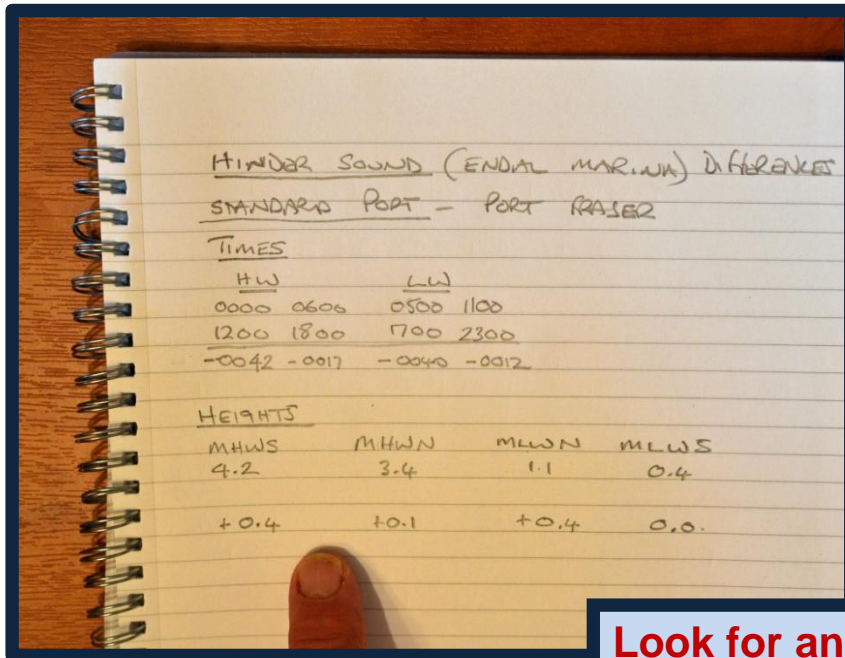 HINDER SOUND (ENDAL MARINA) DIFFERENCES
STANDARD PORT - PORT FRASER
TIMES
HW LW
0000 0600 0500 1100
1200 1800 1700 2300
-0042 -0017 -0040 -0012
HEIGHTS
MHWS MHWN MLWN MLWS
4.2 3.4 1.1 0.4
+0.4 +0.1 +0.4 0.0.
Look for an